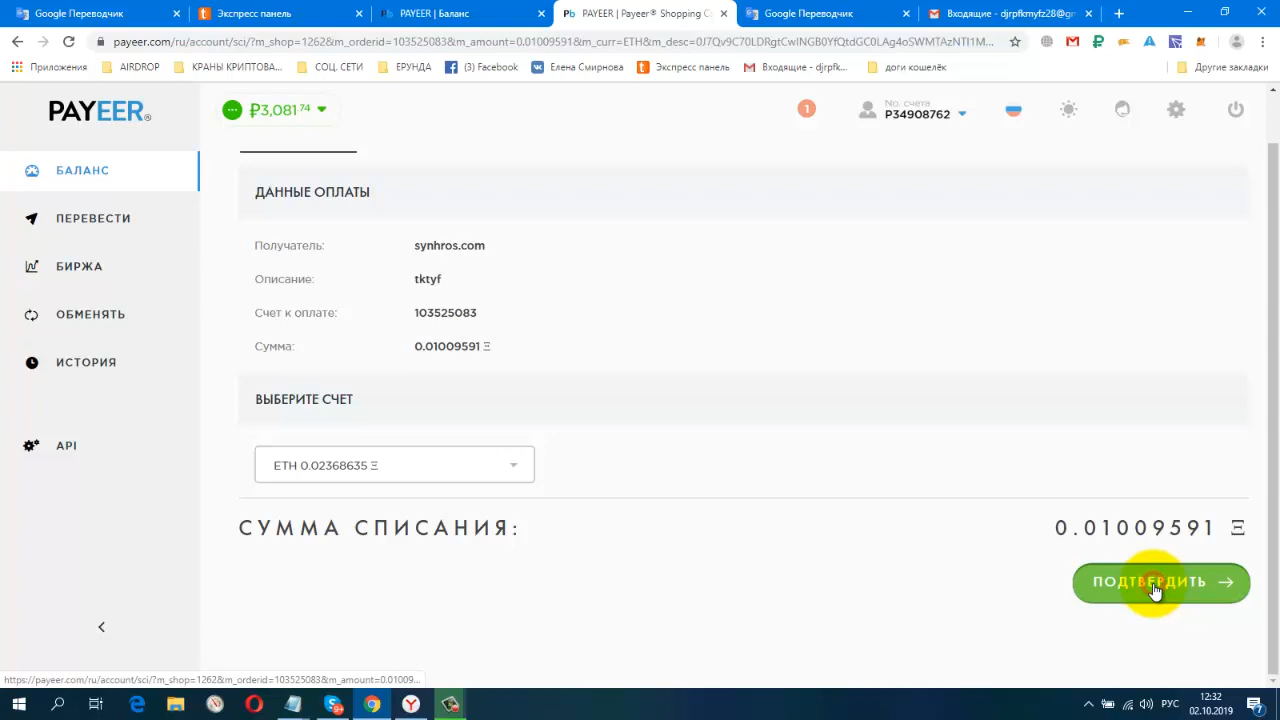 Google Переводчик
Экспресс панель
PAYEER | Баланс
PAYEER | Payeer® Shopping C
Google Переводчик
Входящие - djrpfkmyfz28@gm
payeer.com/ru/account/sci/?m_shop=1262&m_orderid=103525083&m_amount=0.01009591&m_curr=ETH&m_desc=0J7Qv9C70LDRgtCwINGB0YfQtdGC0LAg4oSWMTAzNTI1M...
Приложения
AIRDROP
КРАНЫ КРИПТОВА...
СОЦ. СЕТИ
ЕРУНДА
(3) Facebook
Елена Смирнова
Экспресс панель
Входящие - djrpfk...
доги кошелёк
Другие закладки
PAYEER®
₽3,081 74
1
No. счета
P34908762
БАЛАНС
ПЕРЕВЕСТИ
БИРЖА
ОБМЕНЯТЬ
ИСТОРИЯ
API
ДАННЫЕ ОПЛАТЫ
Получатель: synhros.com
Описание: tktyf
Счет к оплате: 103525083
Сумма: 0.01009591 Ξ
ВЫБЕРИТЕ СЧЕТ
ETH 0.02368635 Ξ
СУММА СПИСАНИЯ: 0.01009591 Ξ
ПОДТВЕРДИТЬ
https://payeer.com/ru/account/sci/?m_shop=1262&m_orderid=103525083&m_amount=0.01009...
РУС
12:32
02.10.2019
7